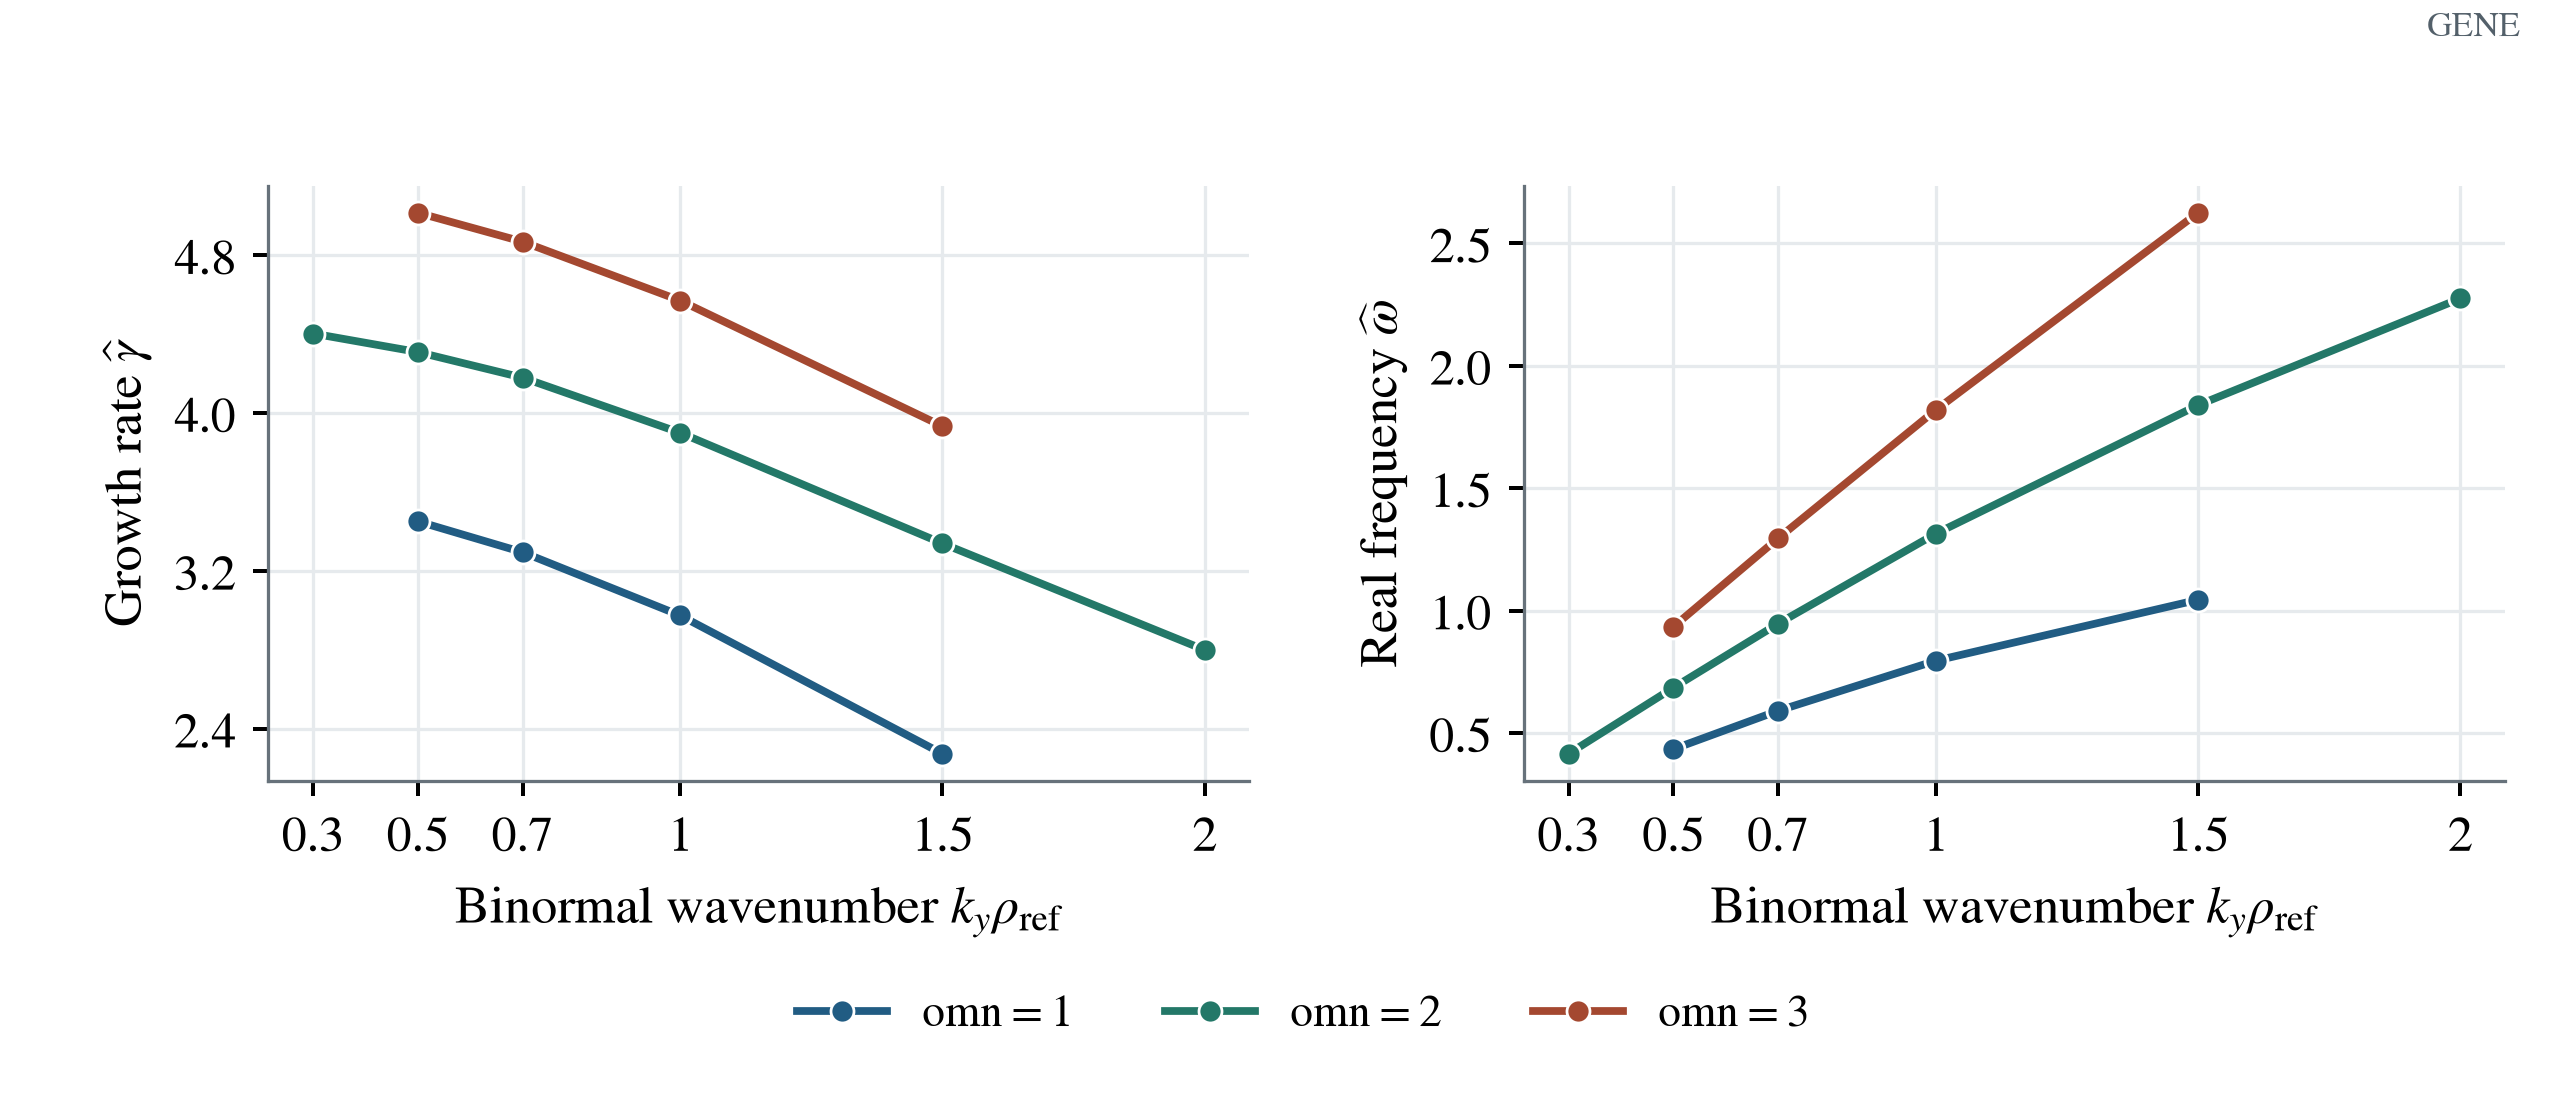 GENE
Growth rate γ̂
4.8
4.0
3.2
2.4
0.3 0.5 0.7 1 1.5 2
Binormal wavenumber k_yρ_ref
Real frequency ω̂
2.5
2.0
1.5
1.0
0.5
0.3 0.5 0.7 1 1.5 2
Binormal wavenumber k_yρ_ref
omn = 1 omn = 2 omn = 3